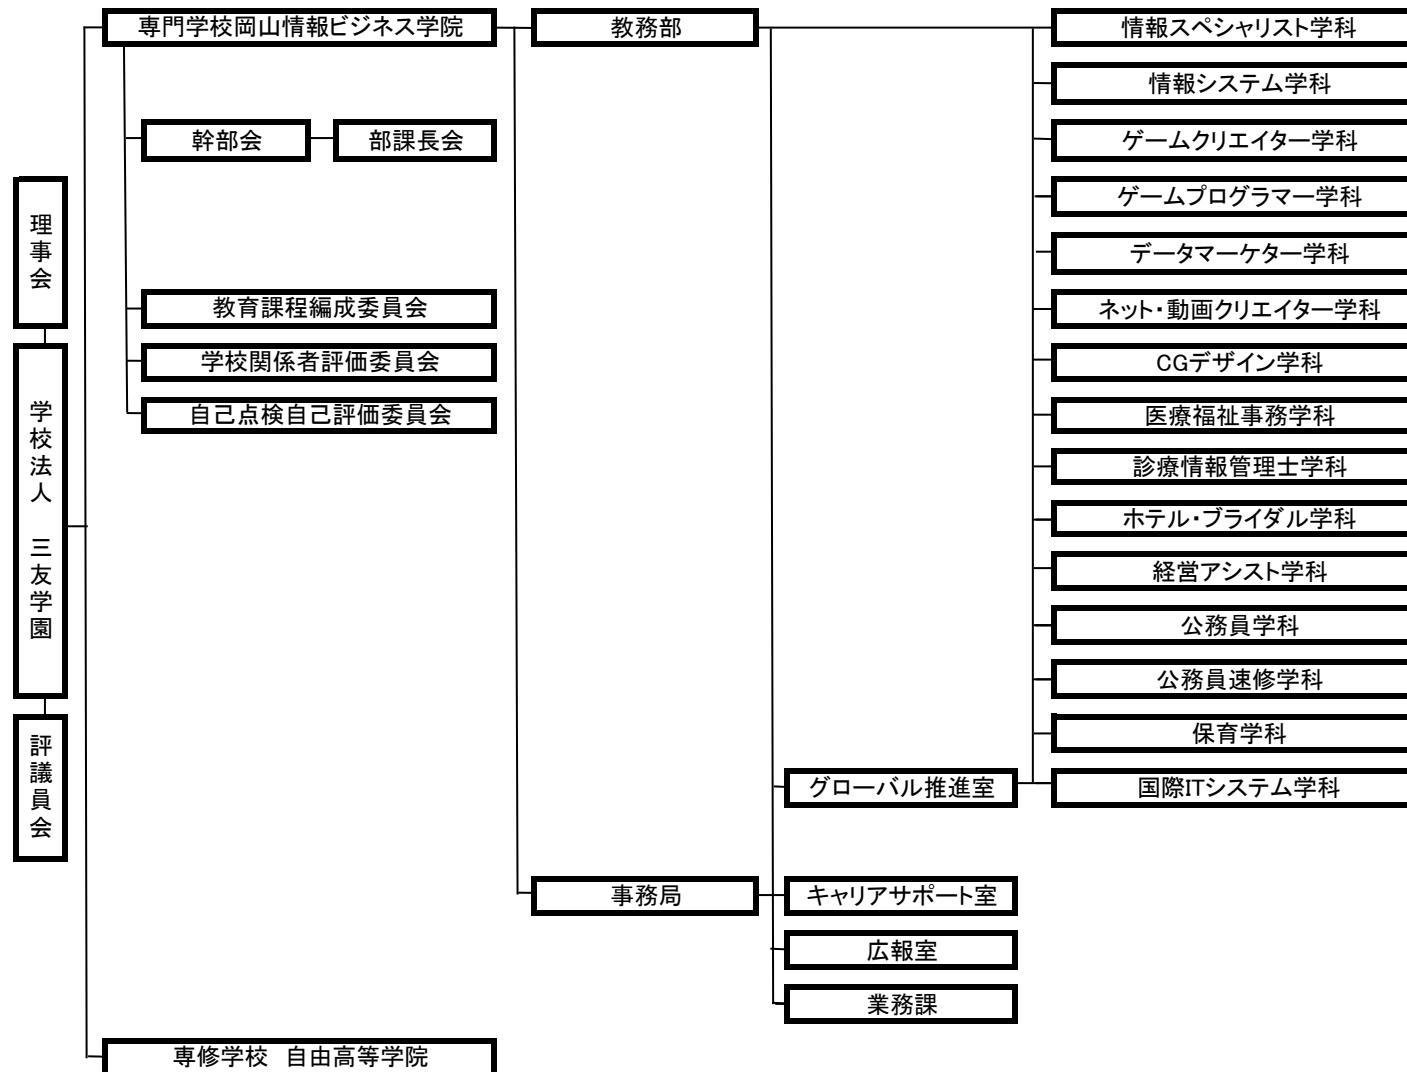 専門学校岡山情報ビジネス学院
教務部
情報スペシャリスト学科
情報システム学科
幹部会
部課長会
ゲームクリエイター学科
理事会
ゲームプログラマー学科
データマーケター学科
教育課程編成委員会
ネット・動画クリエイター学科
学校関係者評価委員会
CGデザイン学科
自己点検自己評価委員会
医療福祉事務学科
学校法人 三友学園
診療情報管理士学科
ホテル・ブライダル学科
経営アシスト学科
公務員学科
公務員速修学科
保育学科
評議員会
グローバル推進室
国際ITシステム学科
事務局
キャリアサポート室
広報室
業務課
専修学校 自由高等学院